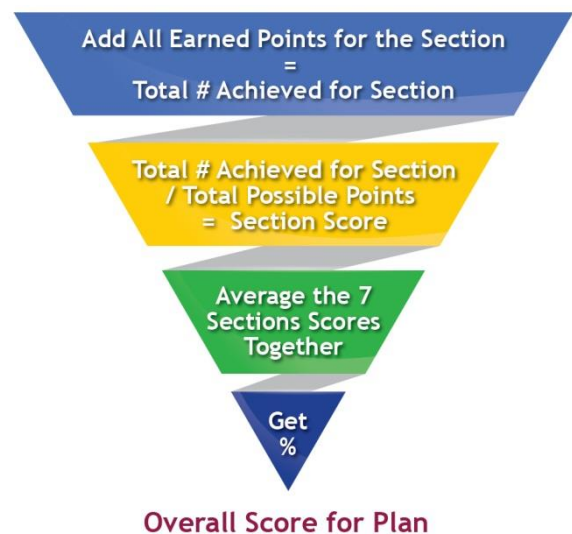 Add All Earned Points for the Section
=
Total # Achieved for Section
Total # Achieved for Section
/ Total Possible Points
= Section Score
Average the 7
Sections Scores
Together
Get
%
Overall Score for Plan